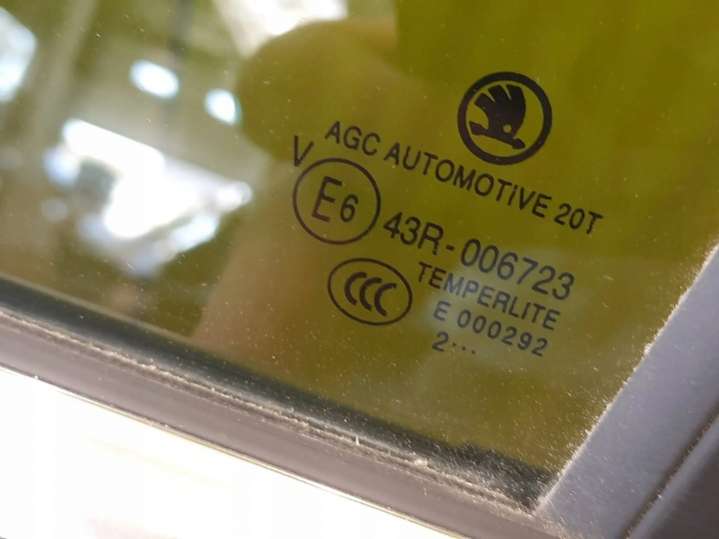 AGC AUTOMOTiVE 20T
V
E6 43R-006723
CCC TEMPERLITE
E 000292
2...